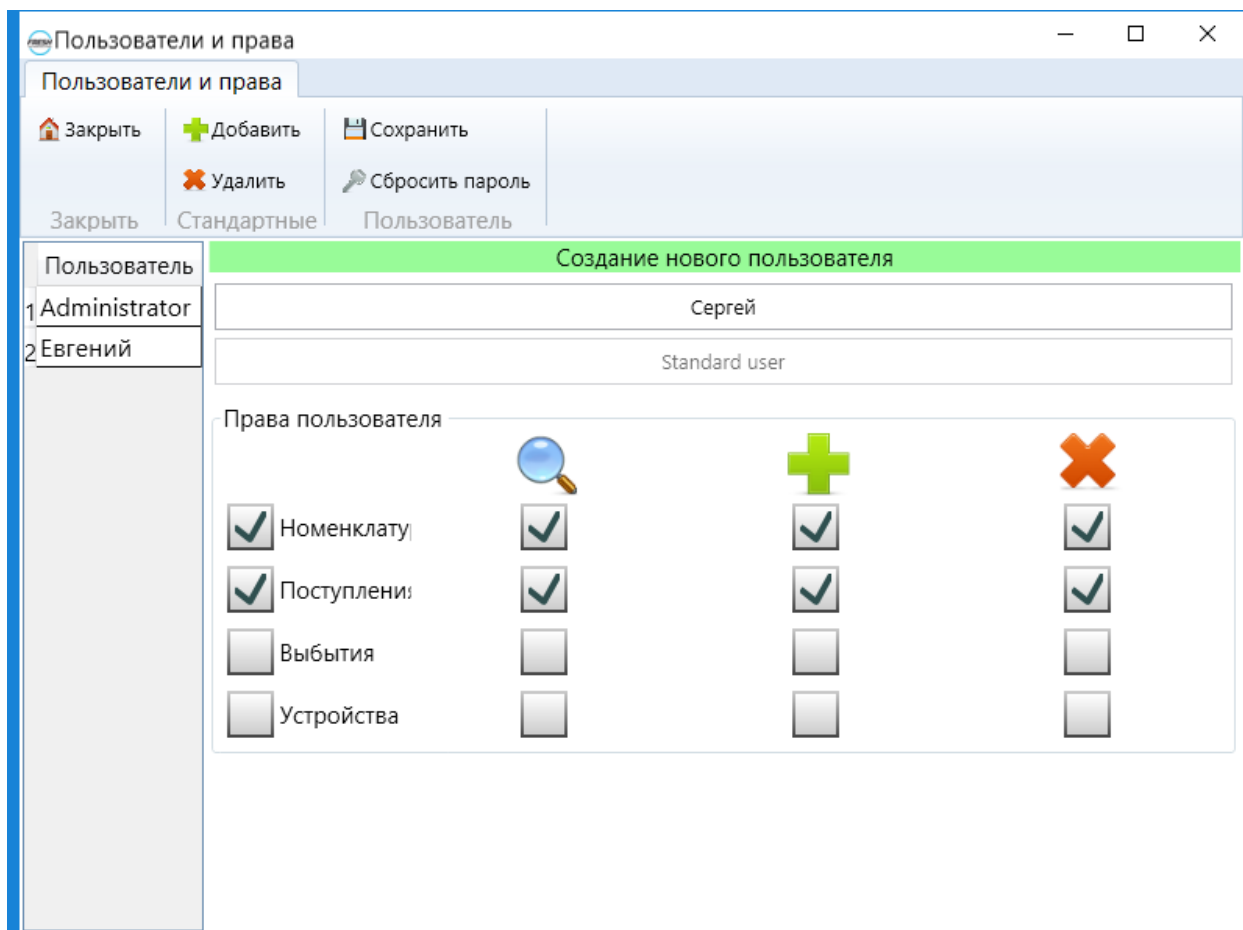 FRESH Пользователи и права
Пользователи и права
Закрыть Добавить Сохранить
Удалить Сбросить пароль
Закрыть Стандартные Пользователь
Пользователь
1 Administrator
2 Евгений
Создание нового пользователя
Сергей
Standard user
Права пользователя
Номенклату
Поступления
Выбытия
Устройства